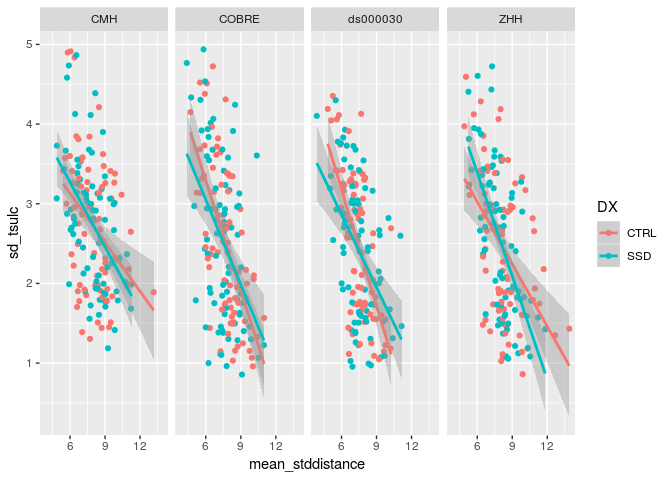 CMH COBRE ds000030 ZHH
5
4
3
2
1
sd_tsulc
6 9 12 6 9 12 6 9 12 6 9 12
mean_stddistance
DX
CTRL
SSD